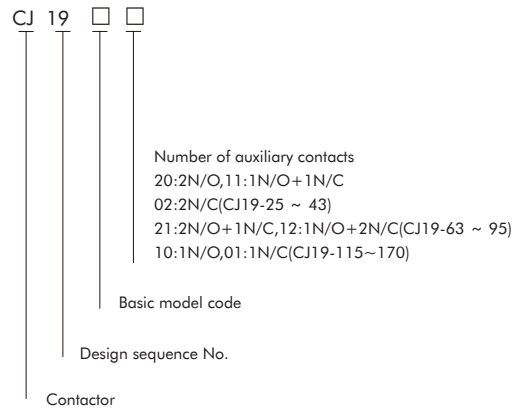 CJ 19 □ □
Number of auxiliary contacts
20:2N/O,11:1N/O+1N/C
02:2N/C(CJ19-25 ~ 43)
21:2N/O+1N/C,12:1N/O+2N/C(CJ19-63 ~ 95)
10:1N/O,01:1N/C(CJ19-115~170)
Basic model code
Design sequence No.
Contactor